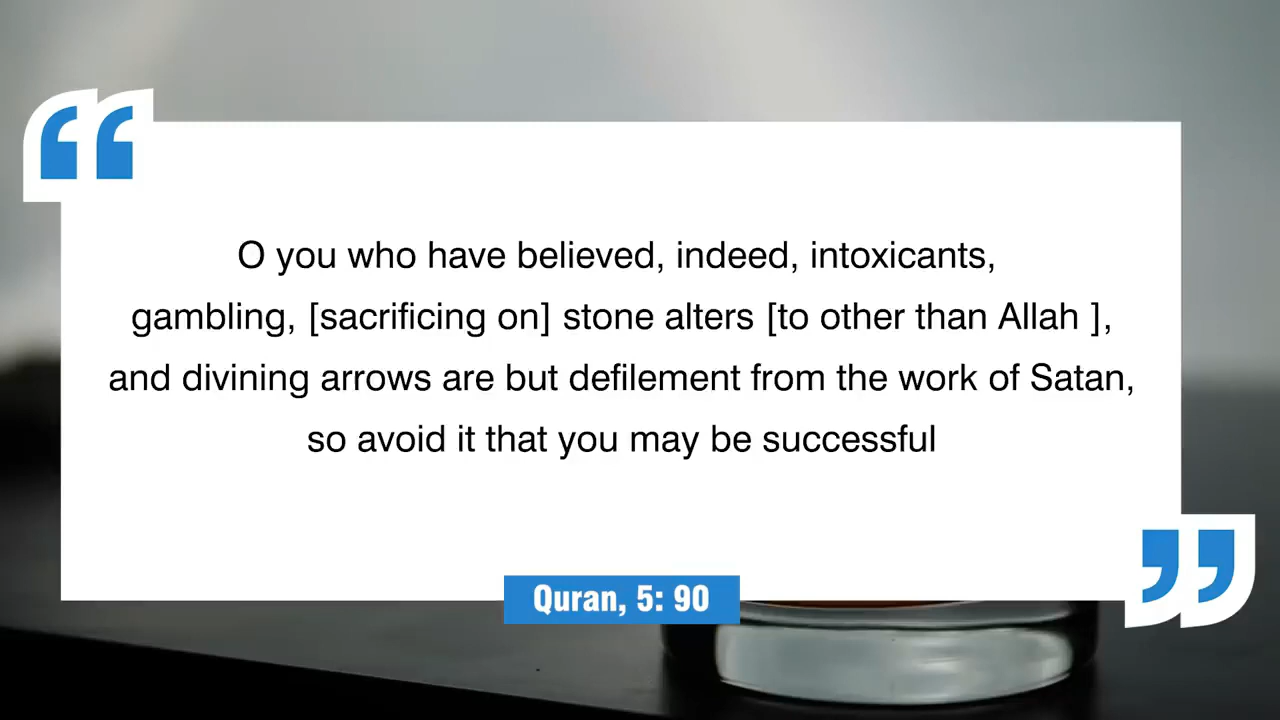 O you who have believed, indeed, intoxicants,
gambling, [sacrificing on] stone alters [to other than Allah ],
and divining arrows are but defilement from the work of Satan,
so avoid it that you may be successful
Quran, 5: 90